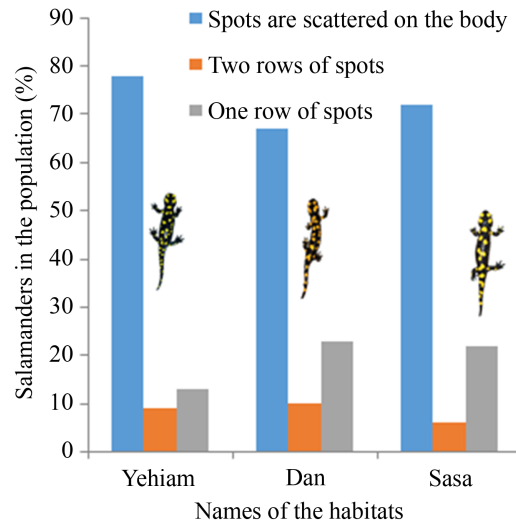 Spots are scattered on the body
Two rows of spots
One row of spots
Salamanders in the population (%)
90
80
70
60
50
40
30
20
10
0
Yehiam Dan Sasa
Names of the habitats